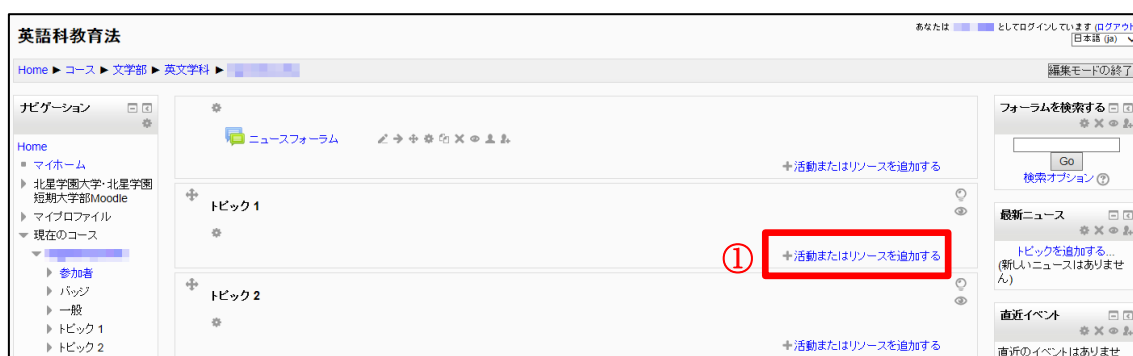 英語科教育法
あなたは としてログインしています (ログアウト
日本語 (ja)
Home ▶ コース ▶ 文学部 ▶ 英文学科 ▶
編集モードの終了
ナビゲーション
Home
マイホーム
北星学園大学・北星学園
短期大学部Moodle
マイプロファイル
現在のコース
参加者
バッジ
一般
トピック 1
トピック 2
ニュースフォーラム
+活動またはリソースを追加する
トピック 1
①
+活動またはリソースを追加する
トピック 2
+活動またはリソースを追加する
フォーラムを検索する
Go
検索オプション
最新ニュース
トピックを追加する...
(新しいニュースはありませ
ん)
直近イベント
直近のイベントはありませ